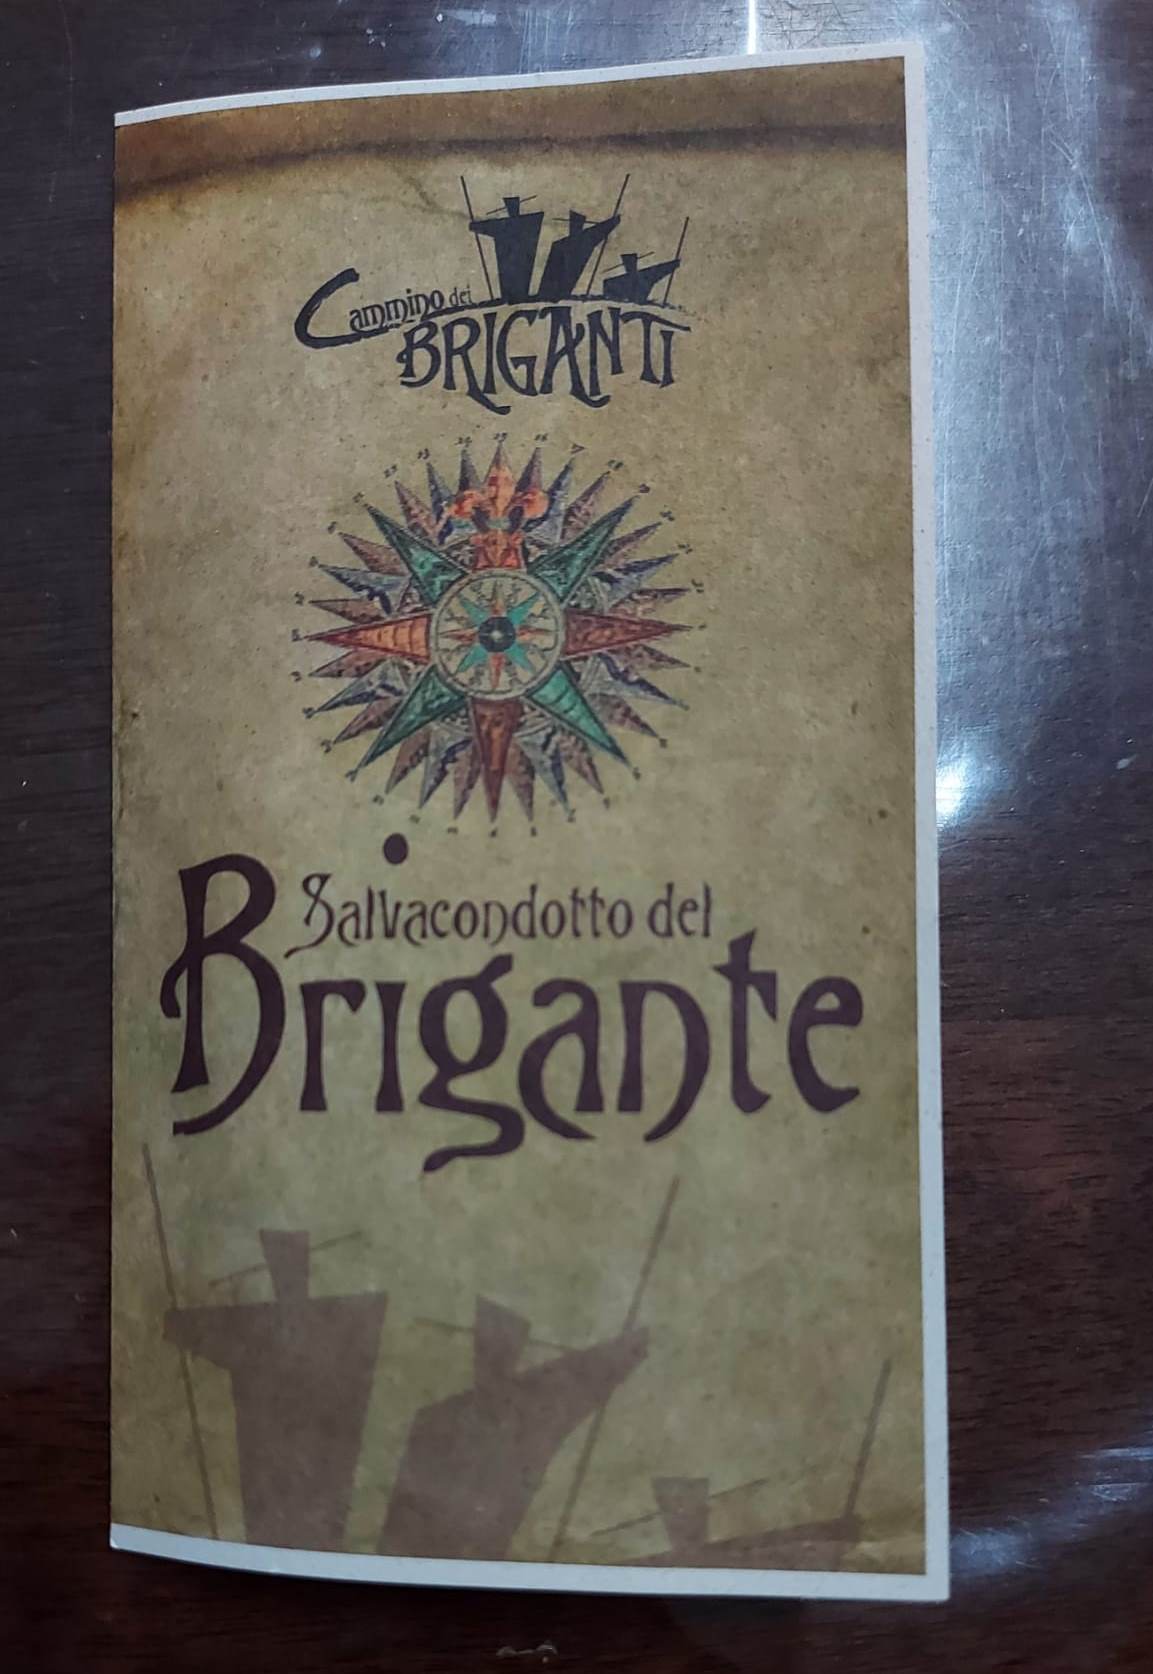 Cammino dei
BRIGANTI
Salvacondotto del
Brigante